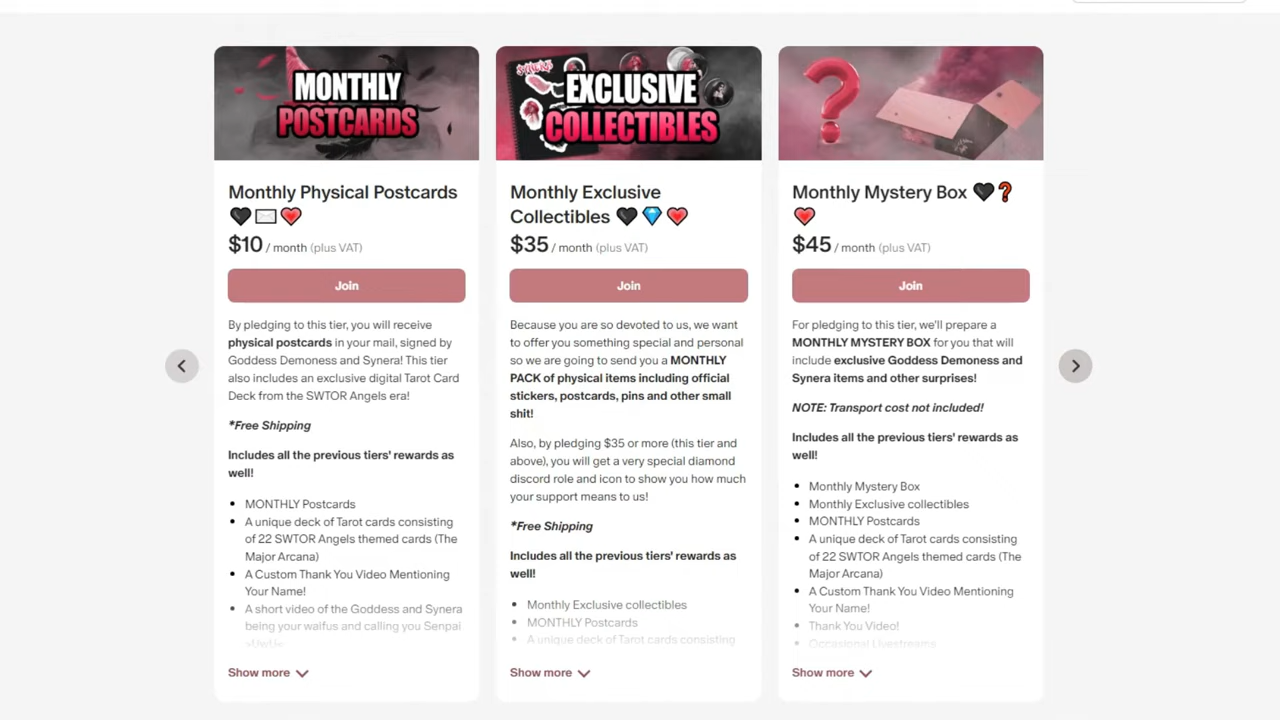 MONTHLY
POSTCARDS
Monthly Physical Postcards
🖤✉️❤️
$10 / month (plus VAT)
Join
By pledging to this tier, you will receive
physical postcards in your mail, signed by
Goddess Demoness and Synera! This tier
also includes an exclusive digital Tarot Card
Deck from the SWTOR Angels era!
*Free Shipping
Includes all the previous tiers' rewards as
well!
• MONTHLY Postcards
• A unique deck of Tarot cards consisting
of 22 SWTOR Angels themed cards (The
Major Arcana)
• A Custom Thank You Video Mentioning
Your Name!
• A short video of the Goddess and Synera
being your waifus and calling you Senpai
Show more
EXCLUSIVE
COLLECTIBLES
Monthly Exclusive
Collectibles 🖤💎❤️
$35 / month (plus VAT)
Join
Because you are so devoted to us, we want
to offer you something special and personal
so we are going to send you a MONTHLY
PACK of physical items including official
stickers, postcards, pins and other small
shit!
Also, by pledging $35 or more (this tier and
above), you will get a very special diamond
discord role and icon to show you how much
your support means to us!
*Free Shipping
Includes all the previous tiers' rewards as
well!
• Monthly Exclusive collectibles
• MONTHLY Postcards
• A unique deck of Tarot cards consisting
Show more
Monthly Mystery Box 🖤❓
❤️
$45 / month (plus VAT)
Join
For pledging to this tier, we'll prepare a
MONTHLY MYSTERY BOX for you that will
include exclusive Goddess Demoness and
Synera items and other surprises!
NOTE: Transport cost not included!
Includes all the previous tiers' rewards as
well!
• Monthly Mystery Box
• Monthly Exclusive collectibles
• MONTHLY Postcards
• A unique deck of Tarot cards consisting
of 22 SWTOR Angels themed cards (The
Major Arcana)
• A Custom Thank You Video Mentioning
Your Name!
• Thank You Video!
• Occasional Livestreams
Show more